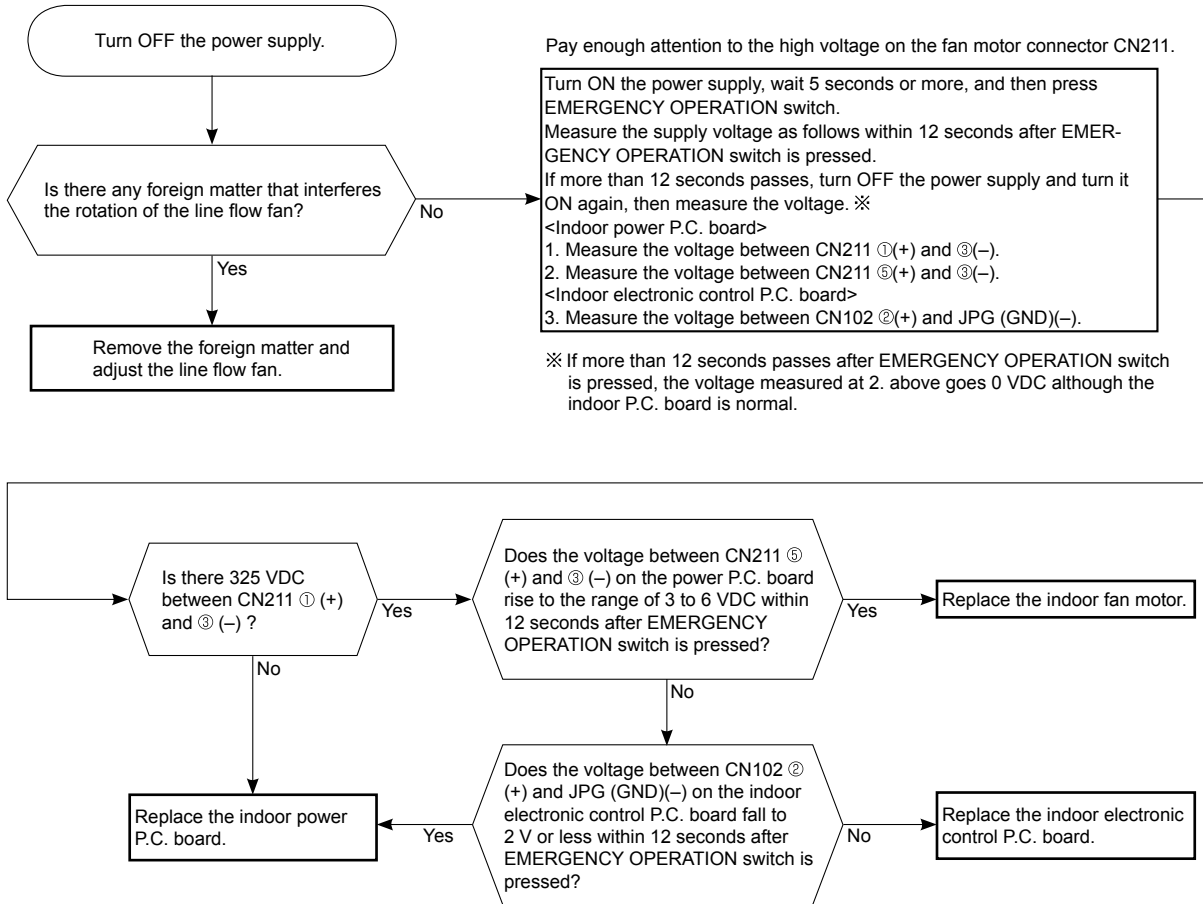 Turn OFF the power supply.
Is there any foreign matter that interferes
the rotation of the line flow fan?
No
Yes
Remove the foreign matter and
adjust the line flow fan.
Pay enough attention to the high voltage on the fan motor connector CN211.
Turn ON the power supply, wait 5 seconds or more, and then press
EMERGENCY OPERATION switch.
Measure the supply voltage as follows within 12 seconds after EMER-
GENCY OPERATION switch is pressed.
If more than 12 seconds passes, turn OFF the power supply and turn it
ON again, then measure the voltage. ※
<Indoor power P.C. board>
1. Measure the voltage between CN211 ①(+) and ③(–).
2. Measure the voltage between CN211 ⑤(+) and ③(–).
<Indoor electronic control P.C. board>
3. Measure the voltage between CN102 ②(+) and JPG (GND)(–).
※ If more than 12 seconds passes after EMERGENCY OPERATION switch
is pressed, the voltage measured at 2. above goes 0 VDC although the
indoor P.C. board is normal.
Is there 325 VDC
between CN211 ① (+)
and ③ (–) ?
Yes
No
Does the voltage between CN211 ⑤
(+) and ③ (–) on the power P.C. board
rise to the range of 3 to 6 VDC within
12 seconds after EMERGENCY
OPERATION switch is pressed?
Yes
No
Replace the indoor fan motor.
Replace the indoor power
P.C. board.
Yes
Does the voltage between CN102 ②
(+) and JPG (GND)(–) on the indoor
electronic control P.C. board fall to
2 V or less within 12 seconds after
EMERGENCY OPERATION switch is
pressed?
No
Replace the indoor electronic
control P.C. board.